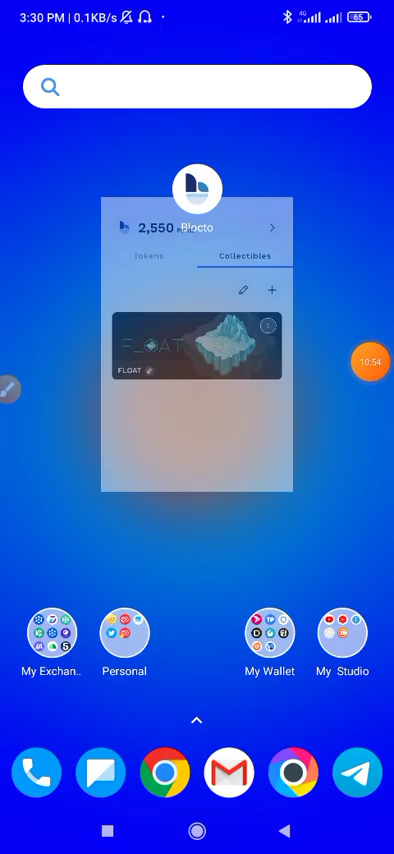 3:30 PM | 0.1KB/s
4G
65
2,550
Blocto
Tokens
Collectibles
1
FLOAT
FLOAT
10:54
My Exchan..
Personal
My Wallet
My Studio